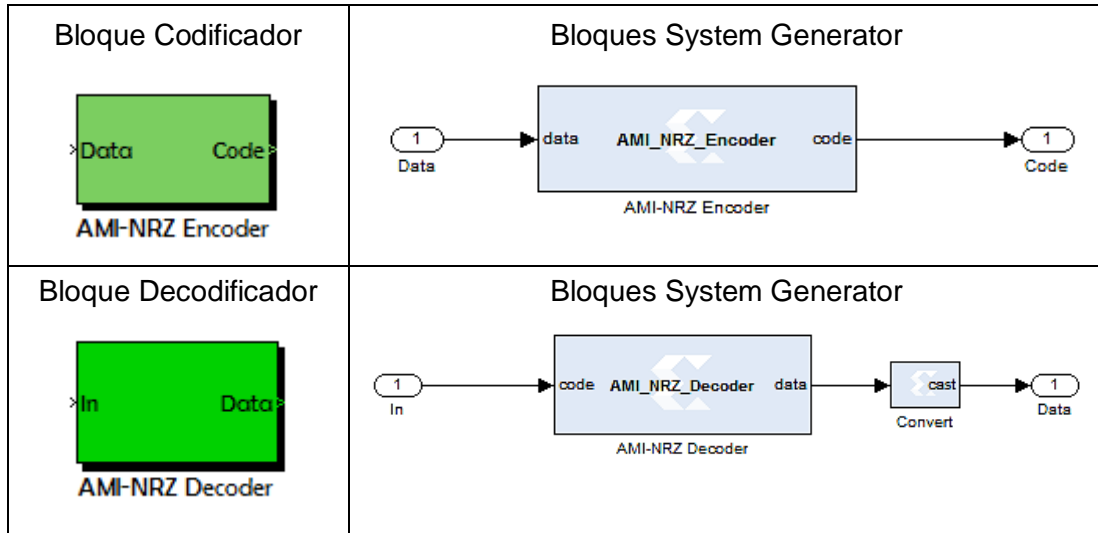 Bloque Codificador
Bloques System Generator
Data Code
AMI-NRZ Encoder
1
Data
data AMI_NRZ_Encoder code
AMI-NRZ Encoder
1
Code
Bloque Decodificador
Bloques System Generator
In Data
AMI-NRZ Decoder
1
In
code AMI_NRZ_Decoder data
AMI-NRZ Decoder
cast
Convert
1
Data